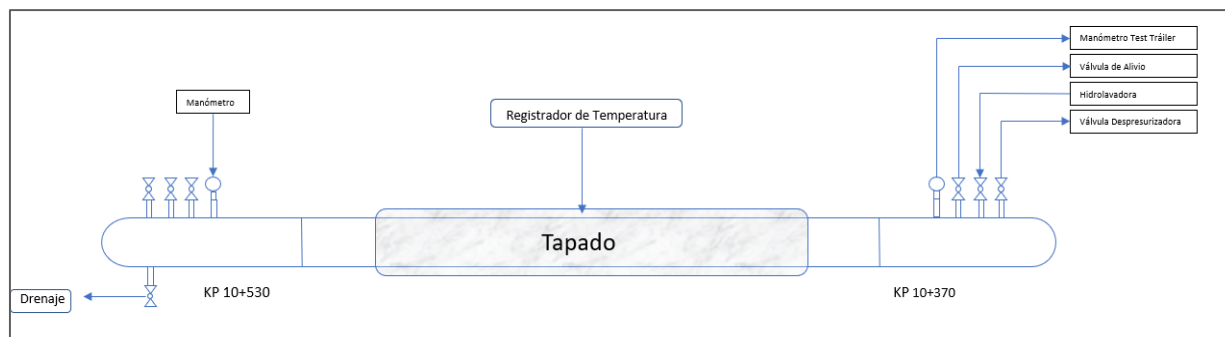 Manómetro Test Tráiler
Válvula de Alivio
Hidrolavadora
Válvula Despresurizadora
Manómetro
Registrador de Temperatura
Tapado
Drenaje
KP 10+530
KP 10+370